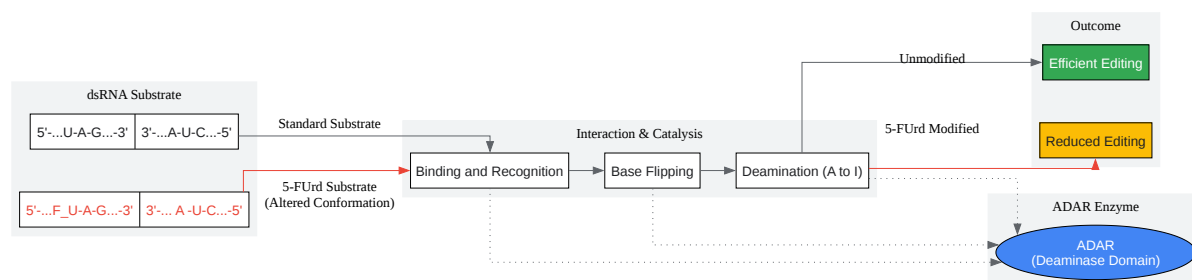 dsRNA Substrate
5'-...U-A-G...-3' 3'-...A-U-C...-5'
5'-...F_U-A-G...-3' 3'-... A -U-C...-5'
Standard Substrate
5-FUrd Substrate
(Altered Conformation)
Interaction & Catalysis
Binding and Recognition
Base Flipping
Deamination (A to I)
Unmodified
5-FUrd Modified
Outcome
Efficient Editing
Reduced Editing
ADAR Enzyme
ADAR
(Deaminase Domain)